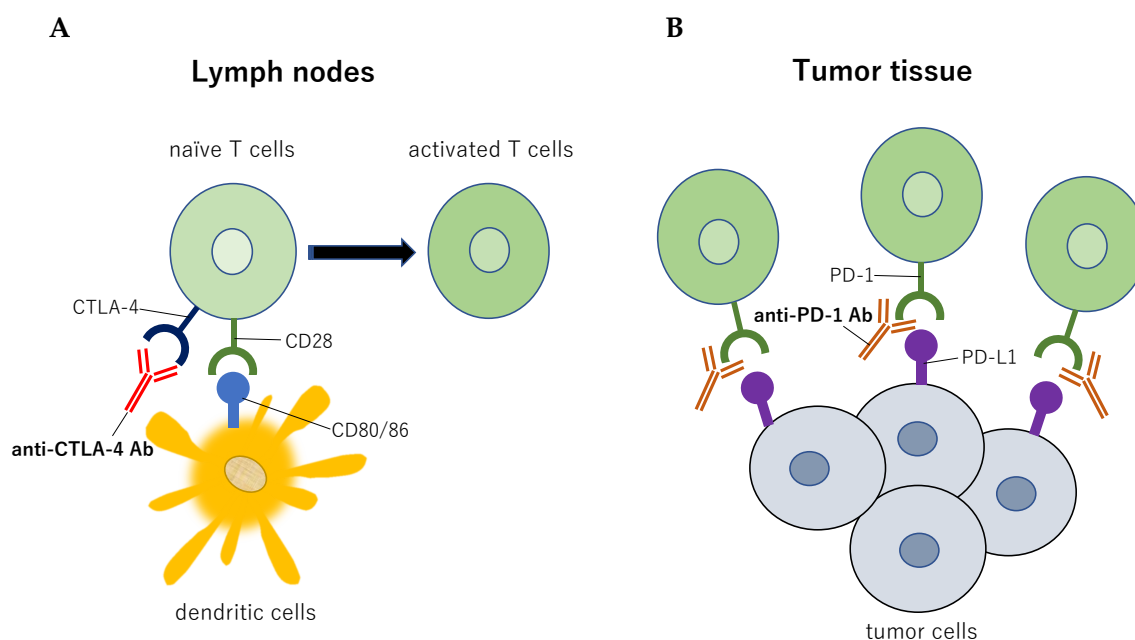 A
Lymph nodes
naïve T cells
activated T cells
CTLA-4
CD28
CD80/86
anti-CTLA-4 Ab
dendritic cells
B
Tumor tissue
PD-1
anti-PD-1 Ab
PD-L1
tumor cells